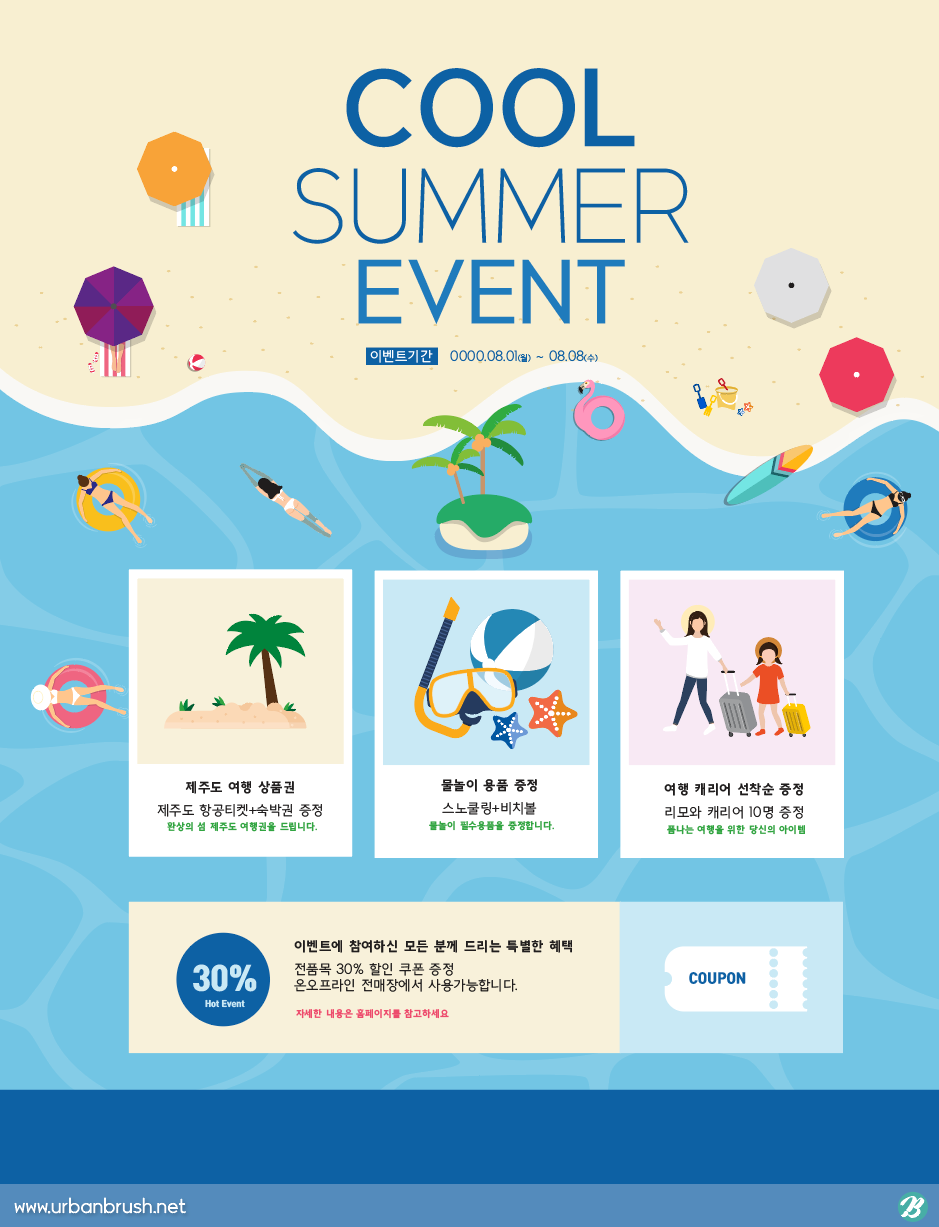 COOL
SUMMER
EVENT
이벤트기간 0000.08.01(월) ~ 08.08(수)
제주도 여행 상품권
제주도 항공티켓+숙박권 증정
환상의 섬 제주도 여행권을 드립니다.
물놀이 용품 증정
스노쿨링+비치볼
물놀이 필수용품을 증정합니다.
여행 캐리어 선착순 증정
리모와 캐리어 10명 증정
폼나는 여행을 위한 당신의 아이템
30%
Hot Event
이벤트에 참여하신 모든 분께 드리는 특별한 혜택
전품목 30% 할인 쿠폰 증정
온오프라인 전매장에서 사용가능합니다.
자세한 내용은 홈페이지를 참고하세요
COUPON
www.urbanbrush.net
B